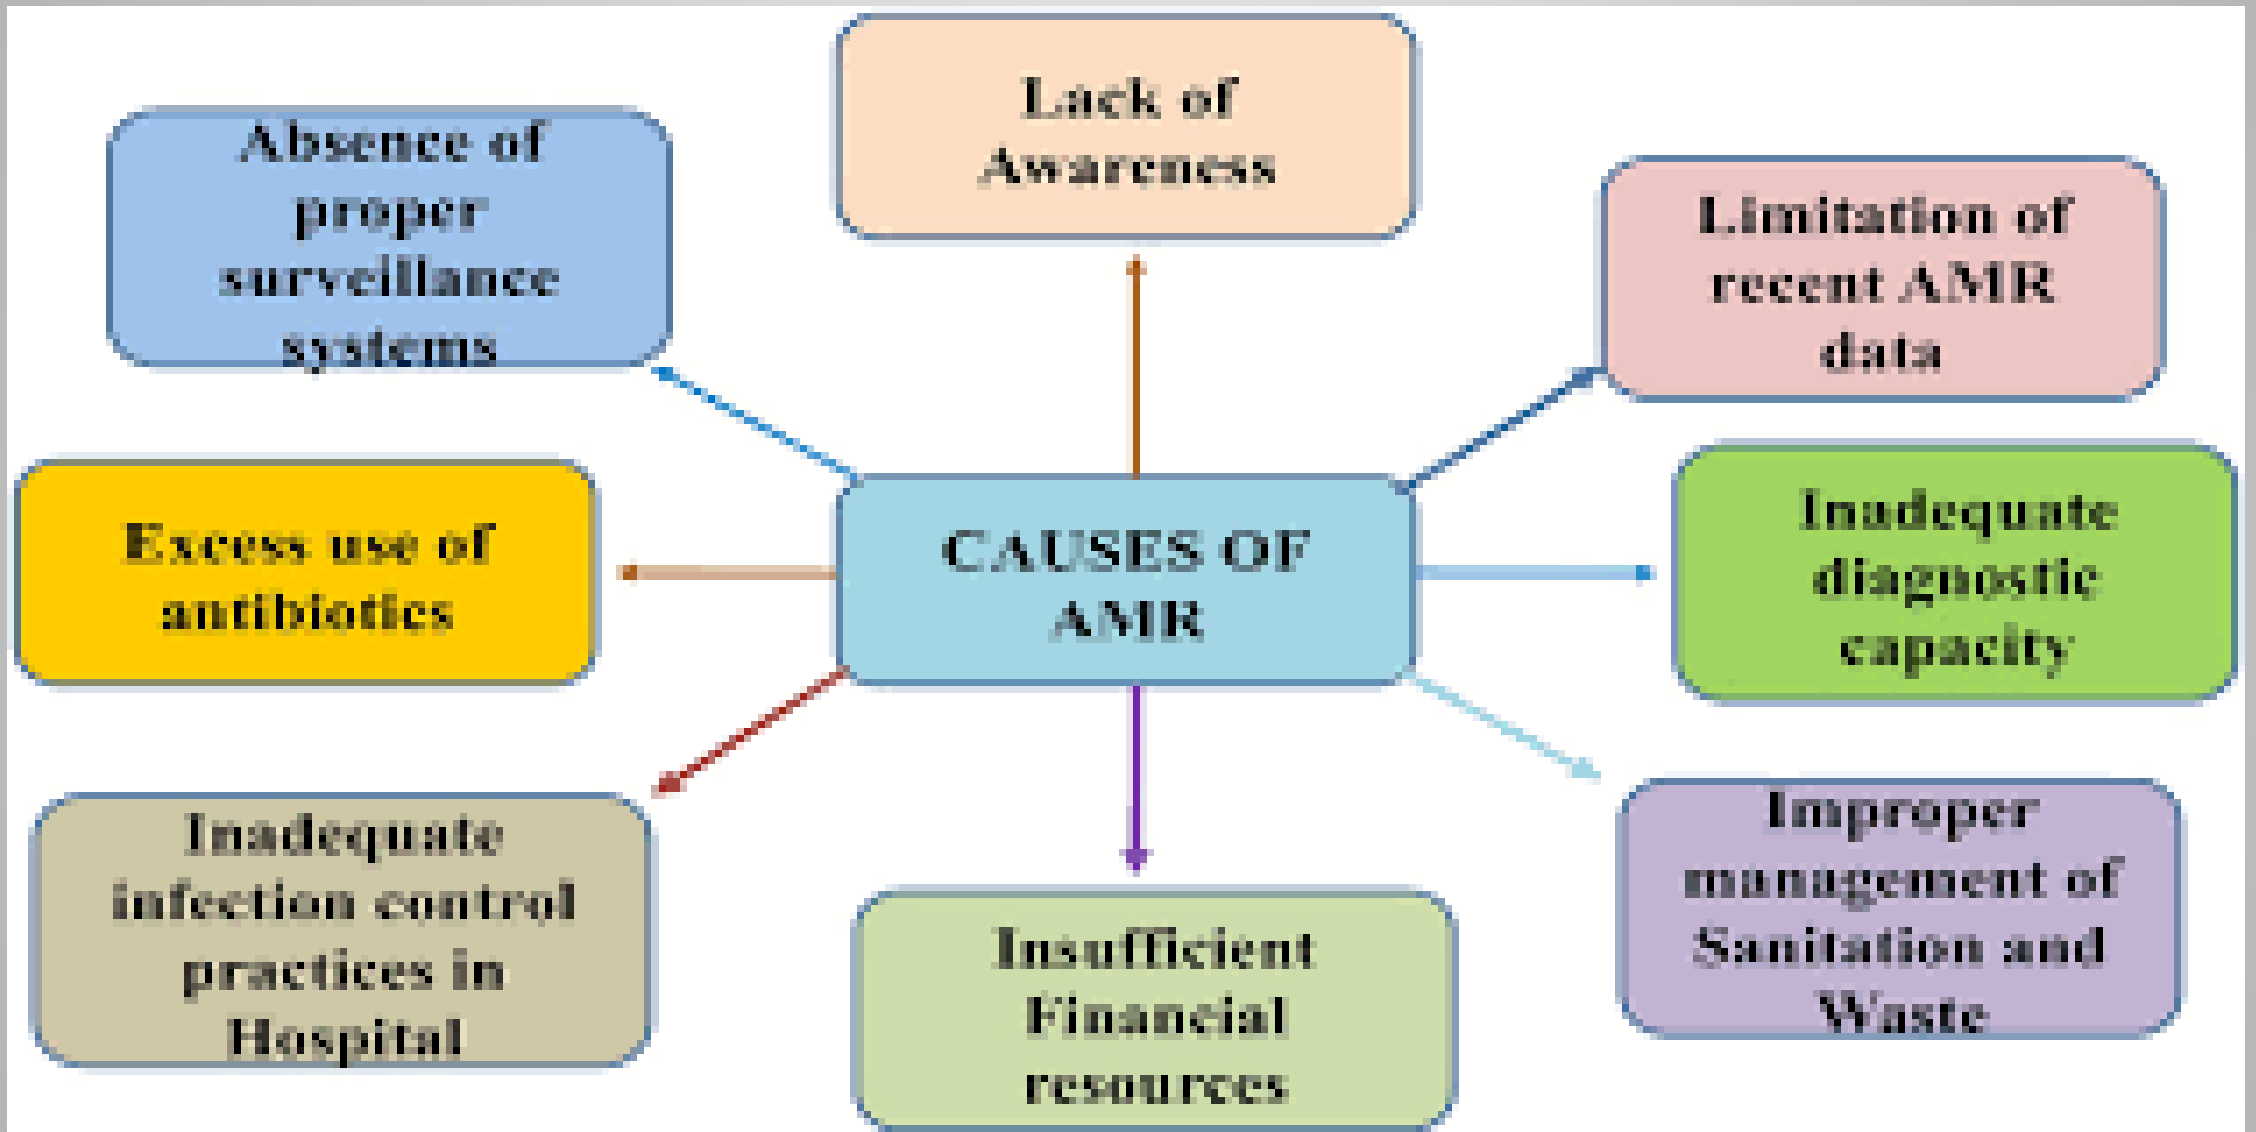 Lack of
Awareness
Absence of
proper
surveillance
systems
Limitation of
recent AMR
data
Excess use of
antibiotics
CAUSES OF
AMR
Inadequate
diagnostic
capacity
Inadequate
infection control
practices in
Hospital
Insufficient
Financial
resources
Improper
management of
Sanitation and
Waste